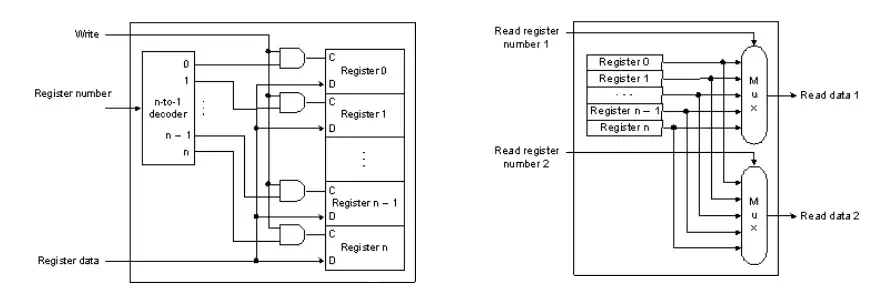 Write
0
1
Register number
n-to-1
decoder
n – 1
n
Register data
C
Register 0
D
C
Register 1
D
C
Register n – 1
D
C
Register n
D
Read register
number 1
Register 0
Register 1
· · ·
Register n – 1
Register n
M
u
x
Read data 1
Read register
number 2
M
u
x
Read data 2